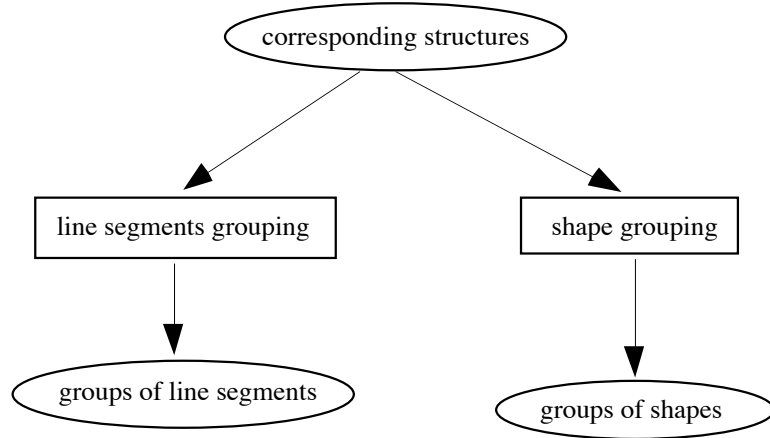 corresponding structures
line segments grouping
shape grouping
groups of line segments
groups of shapes